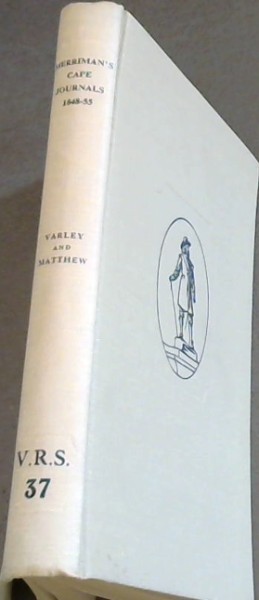 MERRIMAN'S
CAPE
JOURNALS
1848-55
VARLEY
AND
MATTHEW
V.R.S.
37